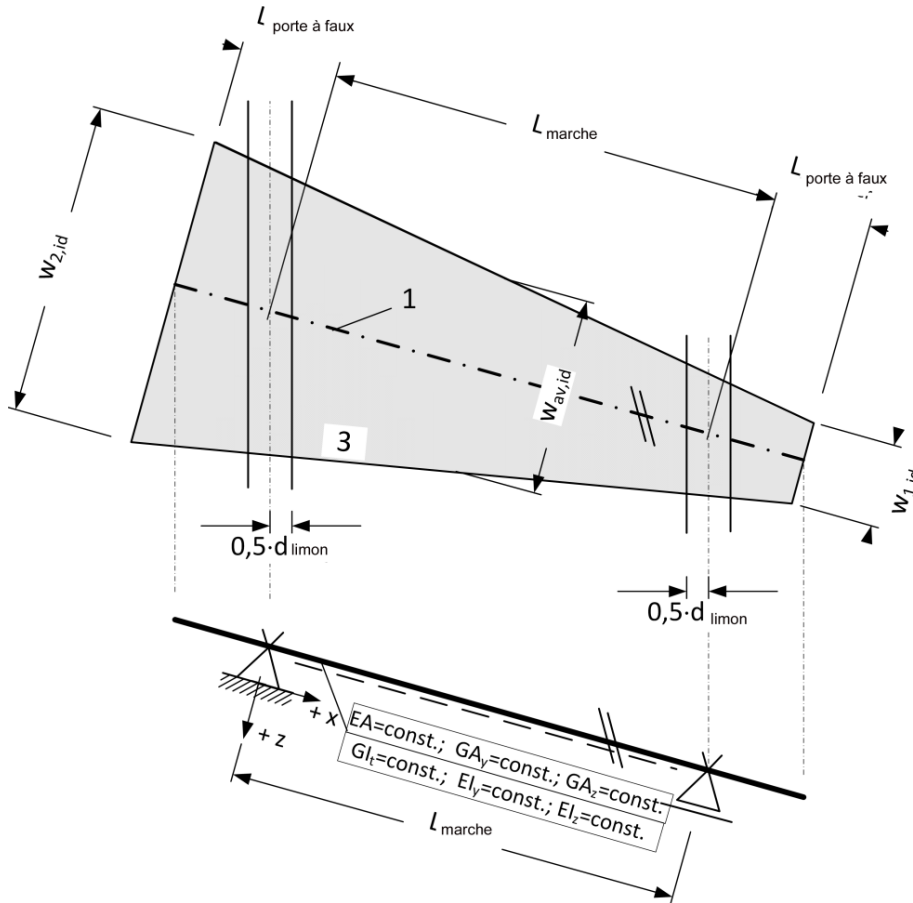 L porte à faux
L marche
L porte à faux
w2,id
1
wav,id
3
w1,id
0,5·d limon
0,5·d limon
+ x
+ z
EA=const.; GAy=const.; GAz=const.
GIt=const.; EIy=const.; EIz=const.
L marche